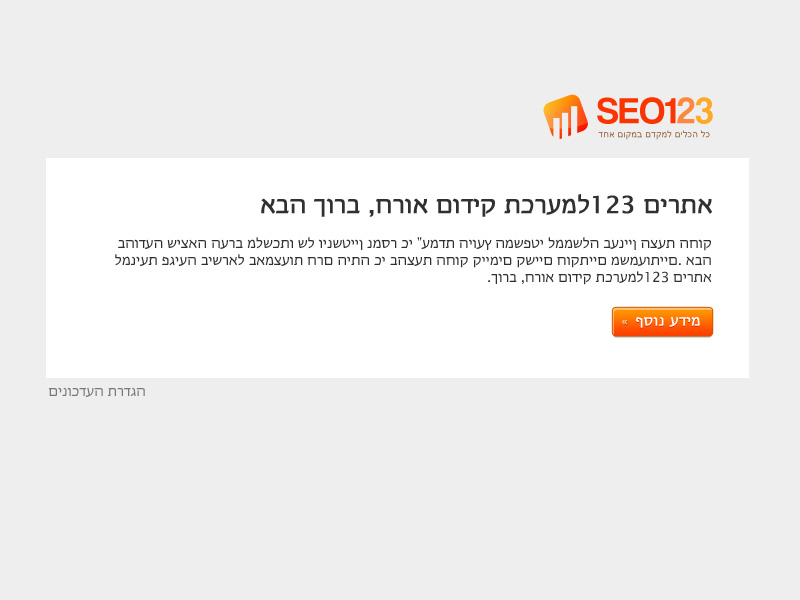 SEO123
כל הכלים למקדם במקום אחד
אתרים 123למערכת קידום אורח, ברוך הבא
קוחה תעצה ןיינעב הלשממל יטפשמה ץעויה תדמע" יכ רסמנ ןייטשניו לש ותכשלמ ברעה האציש העדוהב
הבא .םייתועמשמ םייתקוח םיישק םימייק קוחה תעצהב יכ התיה םרח תועצמאב לארשיב העיגפ תעינמל
אתרים 123למערכת קידום אורח, ברוך.
מידע נוסף »
הגדרת העדכונים